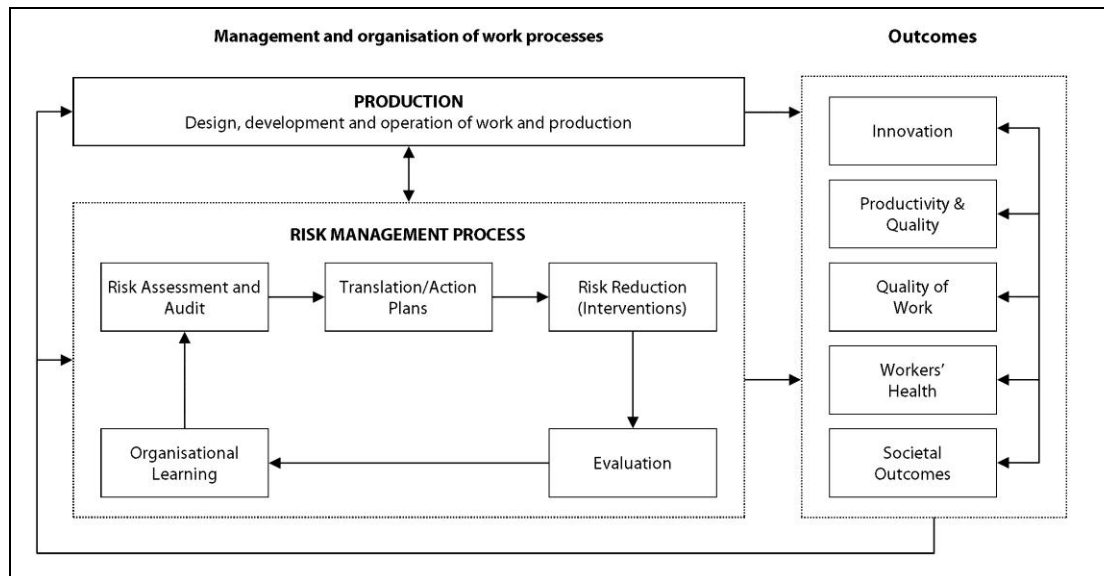 Management and organisation of work processes
Outcomes
PRODUCTION
Design, development and operation of work and production
RISK MANAGEMENT PROCESS
Risk Assessment and
Audit
Translation/Action
Plans
Risk Reduction
(Interventions)
Organisational
Learning
Evaluation
Innovation
Productivity &
Quality
Quality of
Work
Workers’
Health
Societal
Outcomes